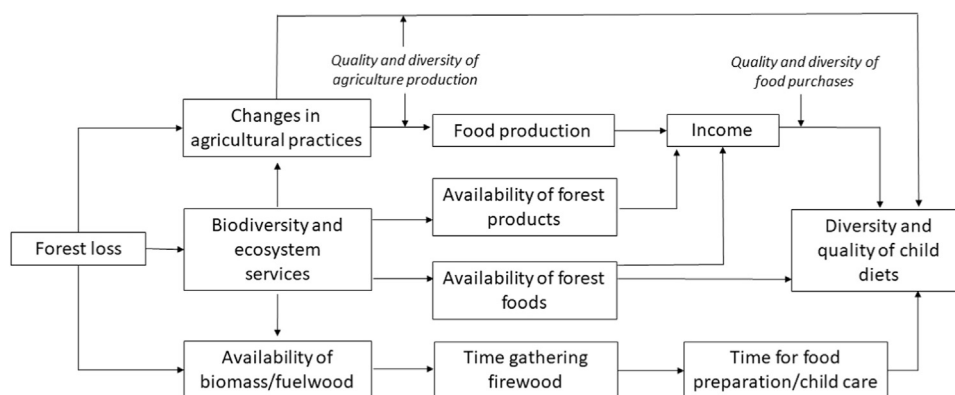 Quality and diversity of
agriculture production
Quality and diversity of
food purchases
Changes in
agricultural practices
Food production
Income
Availability of forest
products
Forest loss
Biodiversity and
ecosystem
services
Diversity and
quality of child
diets
Availability of forest
foods
Availability of
biomass/fuelwood
Time gathering
firewood
Time for food
preparation/child care